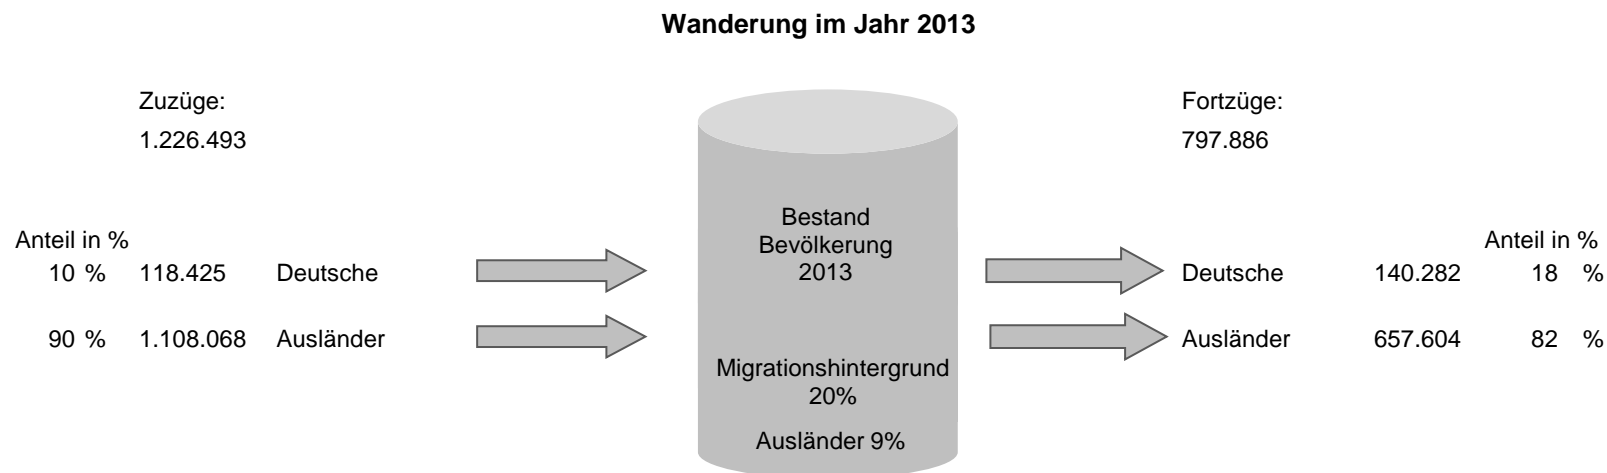 Wanderung im Jahr 2013
Zuzüge:
1.226.493
Fortzüge:
797.886
Anteil in %
10 % 118.425 Deutsche
90 % 1.108.068 Ausländer
Bestand
Bevölkerung
2013
Migrationshintergrund
20%
Ausländer 9%
Anteil in %
Deutsche 140.282 18 %
Ausländer 657.604 82 %